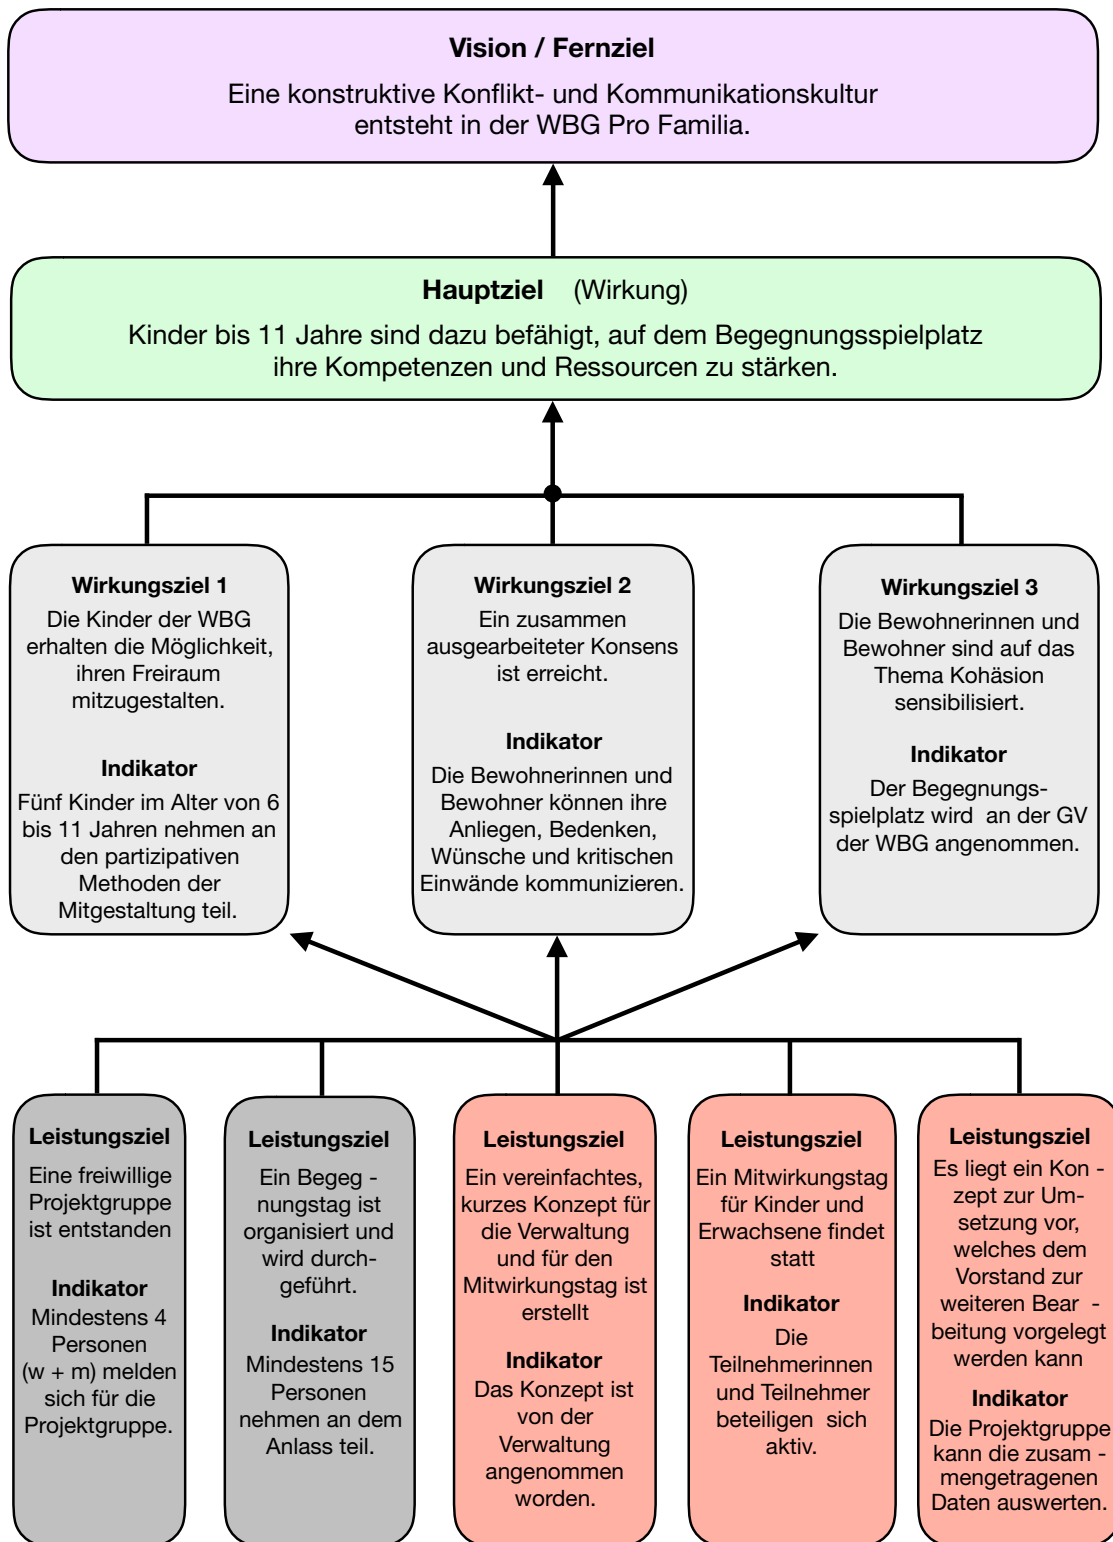 Vision / Fernziel
Eine konstruktive Konflikt- und Kommunikationskultur
entsteht in der WBG Pro Familia.
Hauptziel (Wirkung)
Kinder bis 11 Jahre sind dazu befähigt, auf dem Begegnungsspielplatz
ihre Kompetenzen und Ressourcen zu stärken.
Wirkungsziel 1
Die Kinder der WBG
erhalten die Möglichkeit,
ihren Freiraum
mitzugestalten.
Indikator
Fünf Kinder im Alter von 6
bis 11 Jahren nehmen an
den partizipativen
Methoden der
Mitgestaltung teil.
Wirkungsziel 2
Ein zusammen
ausgearbeiteter Konsens
ist erreicht.
Indikator
Die Bewohnerinnen und
Bewohner können ihre
Anliegen, Bedenken,
Wünsche und kritischen
Einwände kommunizieren.
Wirkungsziel 3
Die Bewohnerinnen und
Bewohner sind auf das
Thema Kohäsion
sensibilisiert.
Indikator
Der Begegnungs-
spielplatz wird an der GV
der WBG angenommen.
Leistungsziel
Eine freiwillige
Projektgruppe
ist entstanden
Indikator
Mindestens 4
Personen
(w + m) melden
sich für die
Projektgruppe.
Leistungsziel
Ein Begeg -
nungstag ist
organisiert und
wird durch-
geführt.
Indikator
Mindestens 15
Personen
nehmen an dem
Anlass teil.
Leistungsziel
Ein vereinfachtes,
kurzes Konzept für
die Verwaltung
und für den
Mitwirkungstag ist
erstellt
Indikator
Das Konzept ist
von der
Verwaltung
angenommen
worden.
Leistungsziel
Ein Mitwirkungstag
für Kinder und
Erwachsene findet
statt
Indikator
Die
Teilnehmerinnen
und Teilnehmer
beteiligen sich
aktiv.
Leistungsziel
Es liegt ein Kon -
zept zur Um-
setzung vor,
welches dem
Vorstand zur
weiteren Bear -
beitung vorgelegt
werden kann
Indikator
Die Projektgruppe
kann die zusam -
mengetragenen
Daten auswerten.